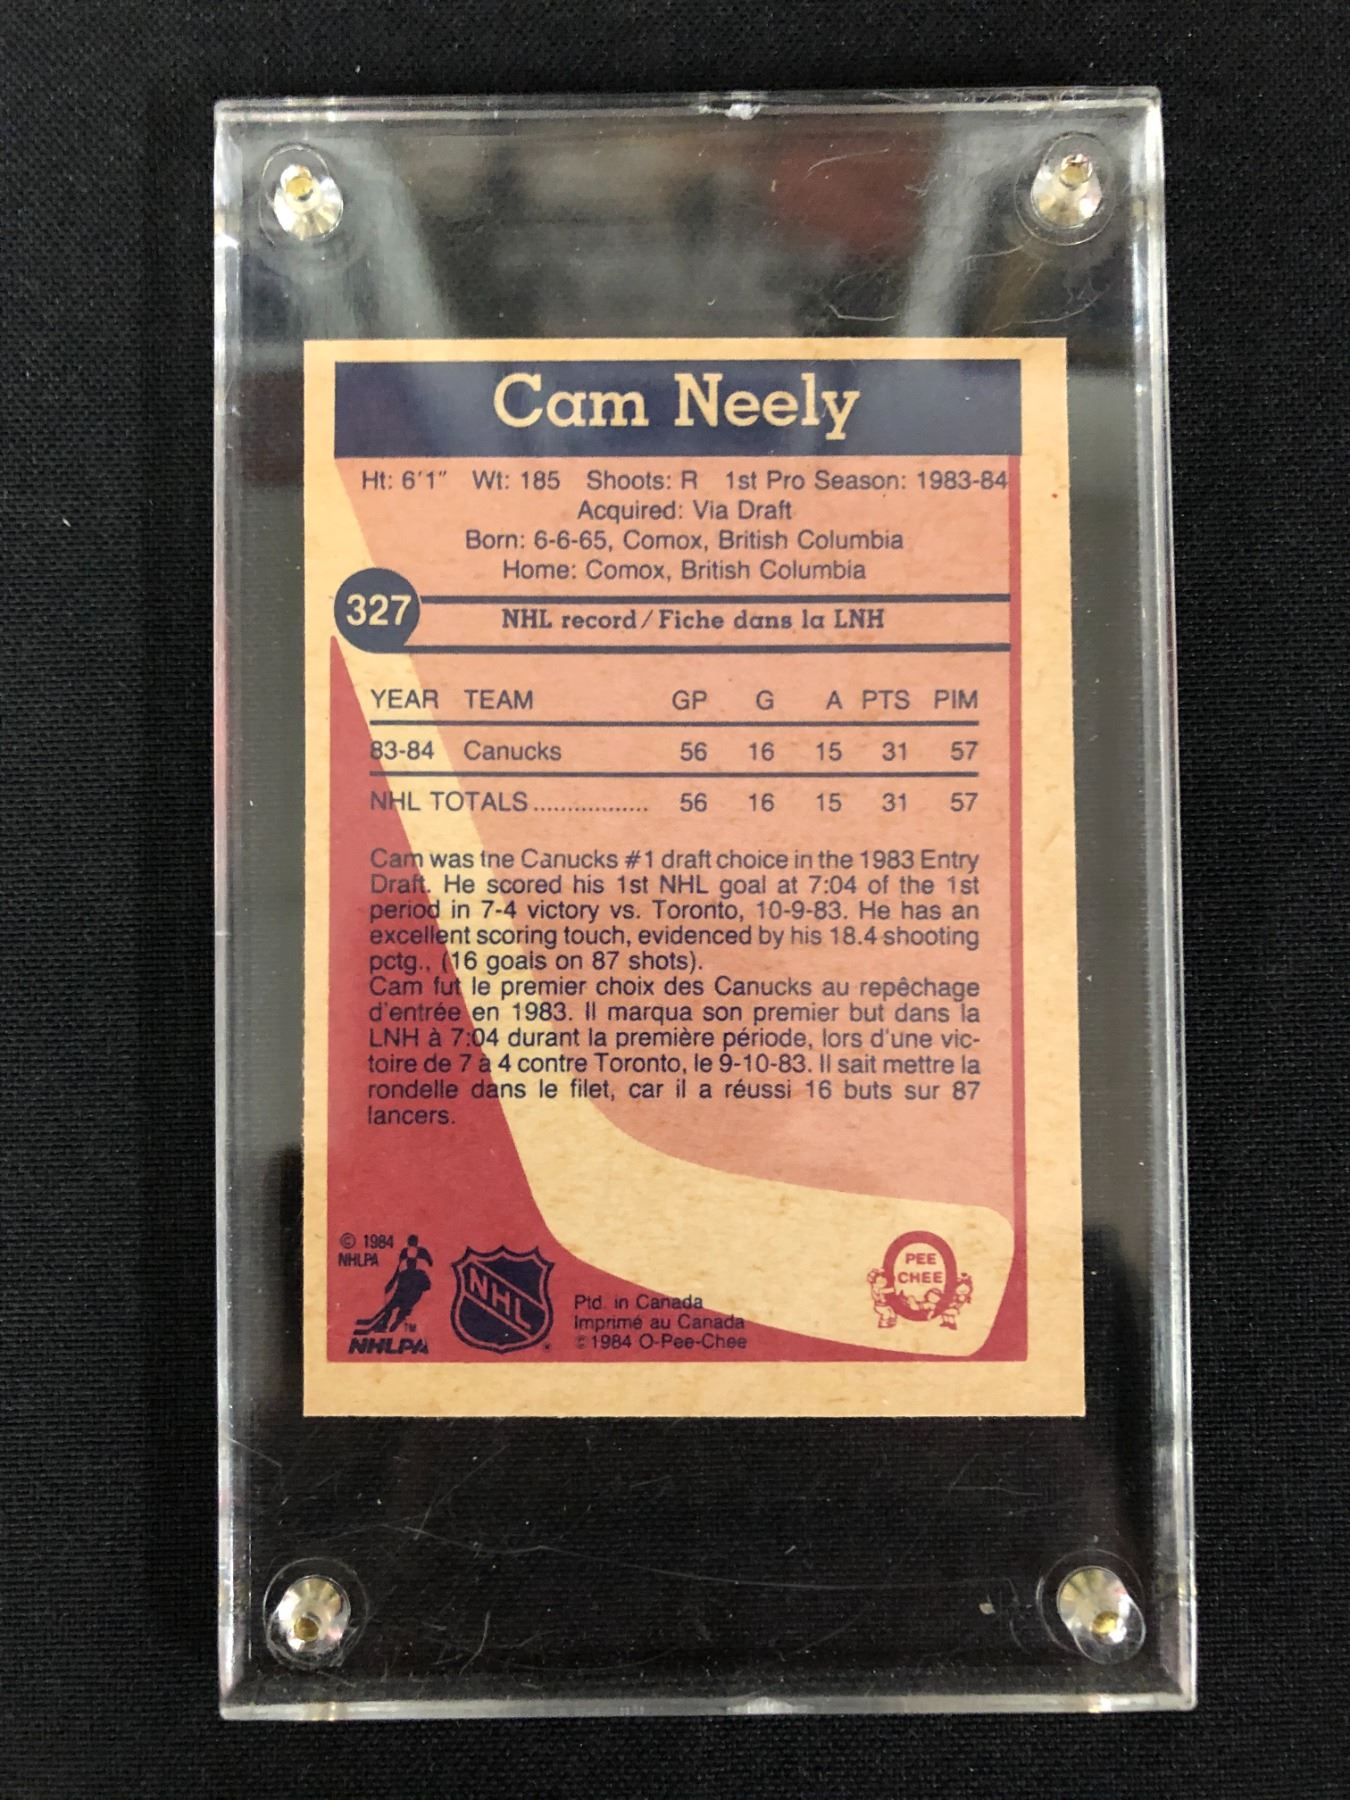 Cam Neely
Ht: 6'1" Wt: 185 Shoots: R 1st Pro Season: 1983-84
Acquired: Via Draft
Born: 6-6-65, Comox, British Columbia
Home: Comox, British Columbia
327
NHL record/Fiche dans la LNH
YEAR TEAM GP G A PTS PIM
83-84 Canucks 56 16 15 31 57
NHL TOTALS................. 56 16 15 31 57
Cam was tne Canucks #1 draft choice in the 1983 Entry
Draft. He scored his 1st NHL goal at 7:04 of the 1st
period in 7-4 victory vs. Toronto, 10-9-83. He has an
excellent scoring touch, evidenced by his 18.4 shooting
pctg., (16 goals on 87 shots).
Cam fut le premier choix des Canucks au repêchage
d'entrée en 1983. Il marqua son premier but dans la
LNH à 7:04 durant la première période, lors d'une vic-
toire de 7 à 4 contre Toronto, le 9-10-83. Il sait mettre la
rondelle dans le filet, car il a réussi 16 buts sur 87
lancers.
© 1984
NHLPA
TM
NHLPA
NHL
Ptd. in Canada
Imprimé au Canada
© 1984 O-Pee-Chee
PEE
CHEE